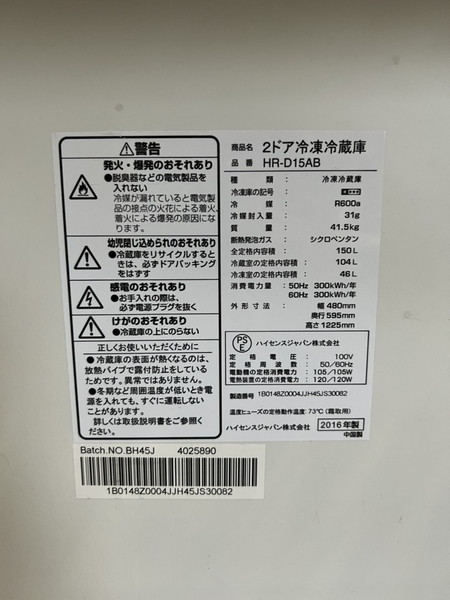 警告
発火・爆発のおそれあり
●脱臭器などの電気製品を
入れない
冷媒が漏れていると電気製
品の接点の火花による着火、
着火による爆発の原因に
なります。
幼児閉じ込められのおそれあり
●冷蔵庫をリサイクルするとき
は、必ずドアパッキング
をはずす
感電のおそれあり
●お手入れの際は、
必ず電源プラグを抜く
けがのおそれあり
●冷蔵庫の上にのらない
正しくお使いいただくために
●冷蔵庫の表面が熱くなるのは、
放熱パイプで露付防止をしている
ためです。異常ではありません。
●冬期など周囲温度が低いとき電
源を入れても、すぐ運転しない
ことがあります。
詳しくは取扱説明書をご参照く
ださい。
商品名 2ドア冷凍冷蔵庫
品番 HR-D15AB
種類: 冷凍冷蔵庫
冷凍庫の記号:
冷媒: R600a
冷媒封入量: 31g
質量: 41.5kg
断熱発泡ガス: シクロペンタン
全定格内容積: 150L
冷蔵室の定格内容積: 104L
冷凍室の定格内容積: 46L
消費電力量: 50Hz 300kWh/年
60Hz 300kWh/年
外形寸法: 幅 480mm
奥行 595mm
高さ 1225mm
PS
E
ハイセンスジャパン株式会社
定格電圧: 100V
定格周波数: 50/60Hz
電動機の定格消費電力: 105/105W
電熱装置の定格消費電力: 120/120W
製造番号: 1B0148Z0004JJH45JS30082
温度ヒューズの定格動作温度 73℃(霜取用)
ハイセンスジャパン株式会社
2016年製
中国製
Batch.NO.BH45J 4025890
1B0148Z0004JJH45JS30082